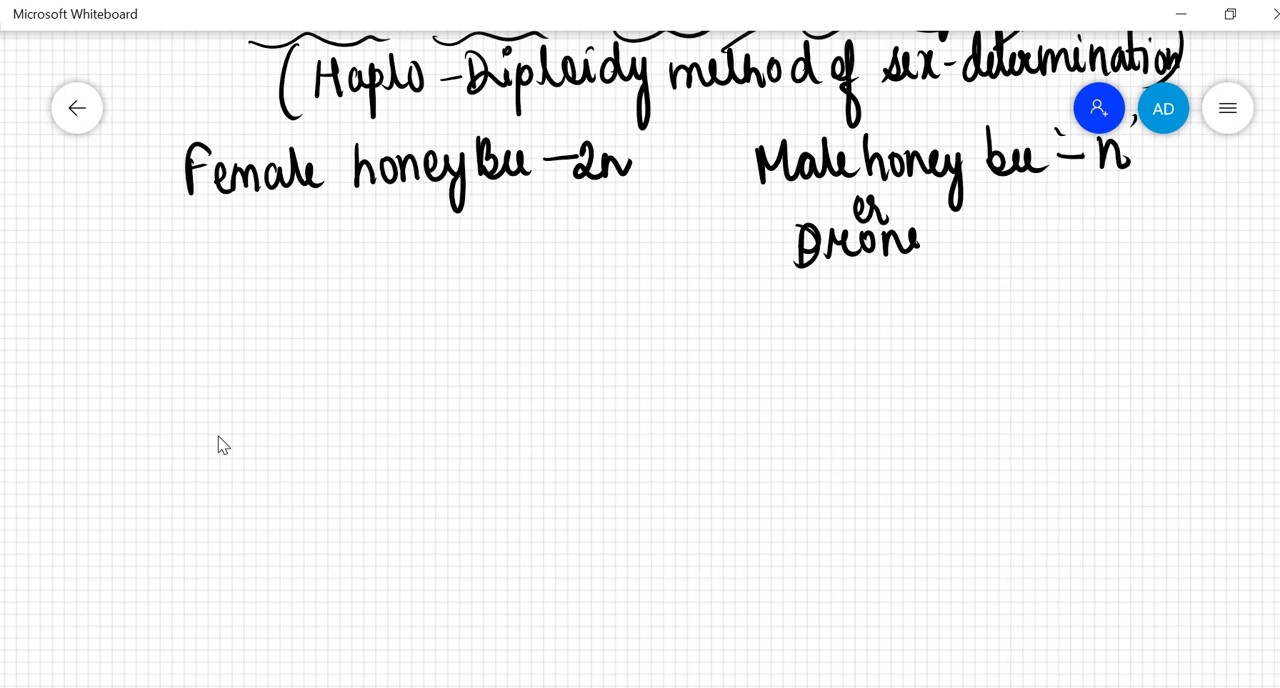 Microsoft Whiteboard
(Haplo-Diploidy method of sex-determination)
AD
Female honey Bee - 2n
Male honey bee - n
or
Drone